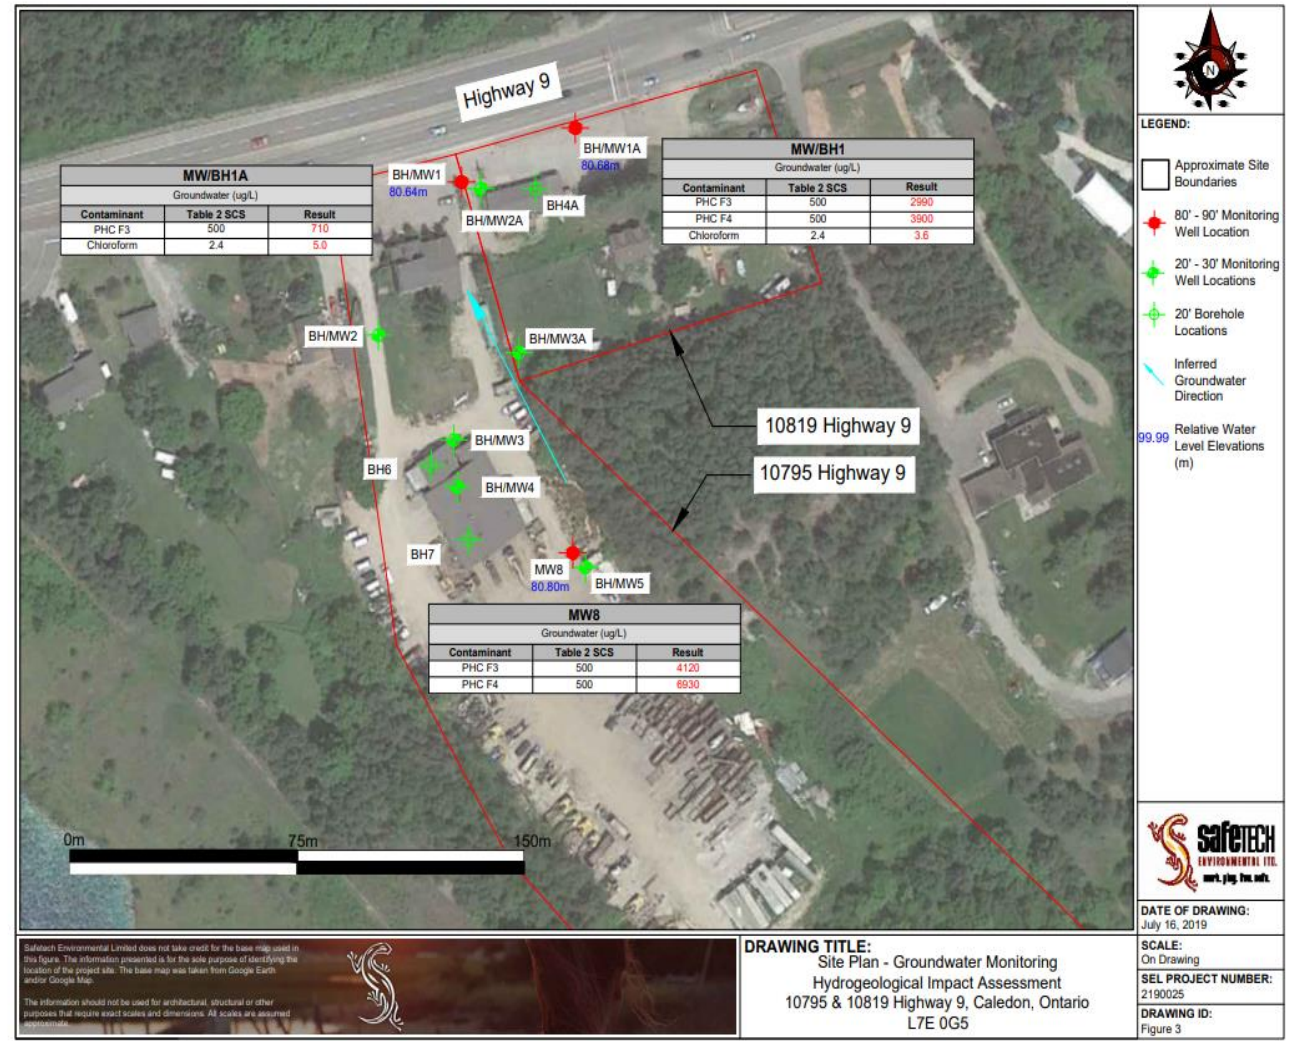 Highway 9
MW/BH1A
Groundwater (ug/L)
Contaminant Table 2 SCS Result
PHC F3 500 710
Chloroform 2.4 5.0
BH/MW1
80.64m
BH/MW1A
80.68m
BH/MW2A
BH4A
MW/BH1
Groundwater (ug/L)
Contaminant Table 2 SCS Result
PHC F3 500 2990
PHC F4 500 3900
Chloroform 2.4 3.6
BH/MW2
BH/MW3A
10819 Highway 9
10795 Highway 9
BH/MW3
BH6
BH/MW4
BH7
MW8
80.80m
BH/MW5
MW8
Groundwater (ug/L)
Contaminant Table 2 SCS Result
PHC F3 500 4120
PHC F4 500 6930
0m 75m 150m
N
LEGEND:
Approximate Site
Boundaries
80' - 90' Monitoring
Well Location
20' - 30' Monitoring
Well Locations
20' Borehole
Locations
Inferred
Groundwater
Direction
99.99 Relative Water
Level Elevations
(m)
safeTECH
ENVIRONMENTAL LTD.
work. play. live. safe.
DATE OF DRAWING:
July 16, 2019
SCALE:
On Drawing
SEL PROJECT NUMBER:
2190025
DRAWING ID:
Figure 3
Safetech Environmental Limited does not take credit for the base map used in
this figure. The information presented is for the sole purpose of identifying the
location of the project site. The base map was taken from Google Earth
and/or Google Map.
The information should not be used for architectural, structural or other
purposes that require exact scales and dimensions. All scales are assumed
approximate.
DRAWING TITLE:
Site Plan - Groundwater Monitoring
Hydrogeological Impact Assessment
10795 & 10819 Highway 9, Caledon, Ontario
L7E 0G5